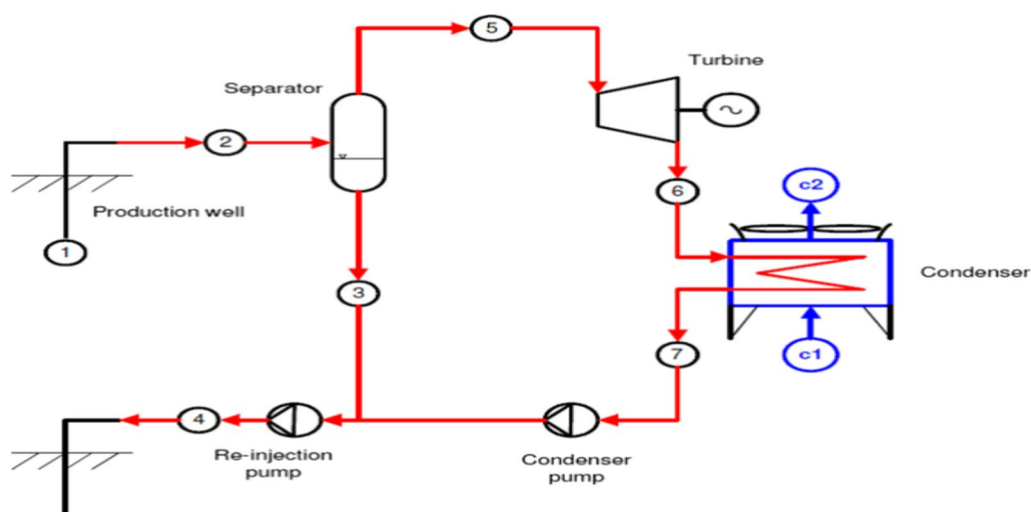 5
Turbine
Separator
2
c2
6
Production well
1
Condenser
3
7
c1
4
Re-injection
pump
Condenser
pump